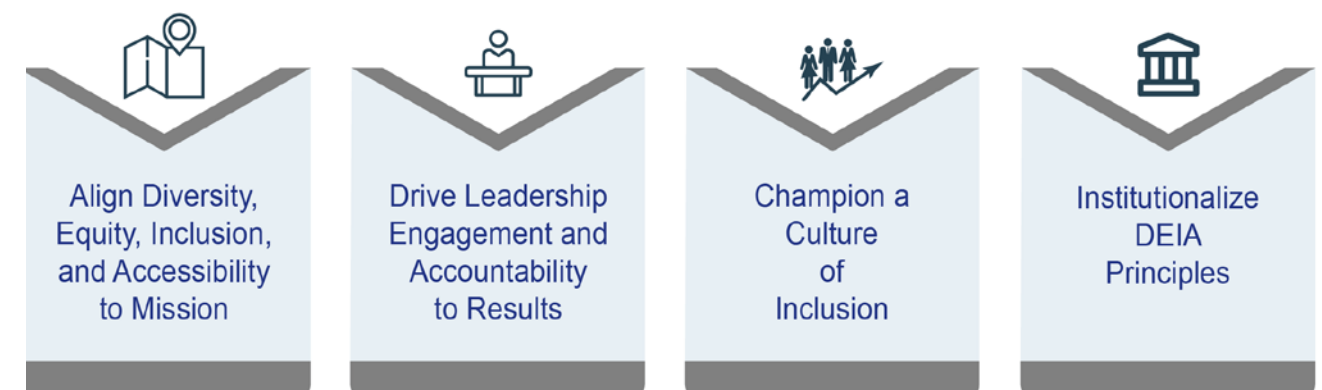 Align Diversity,
Equity, Inclusion,
and Accessibility
to Mission
Drive Leadership
Engagement and
Accountability
to Results
Champion a
Culture
of
Inclusion
Institutionalize
DEIA
Principles